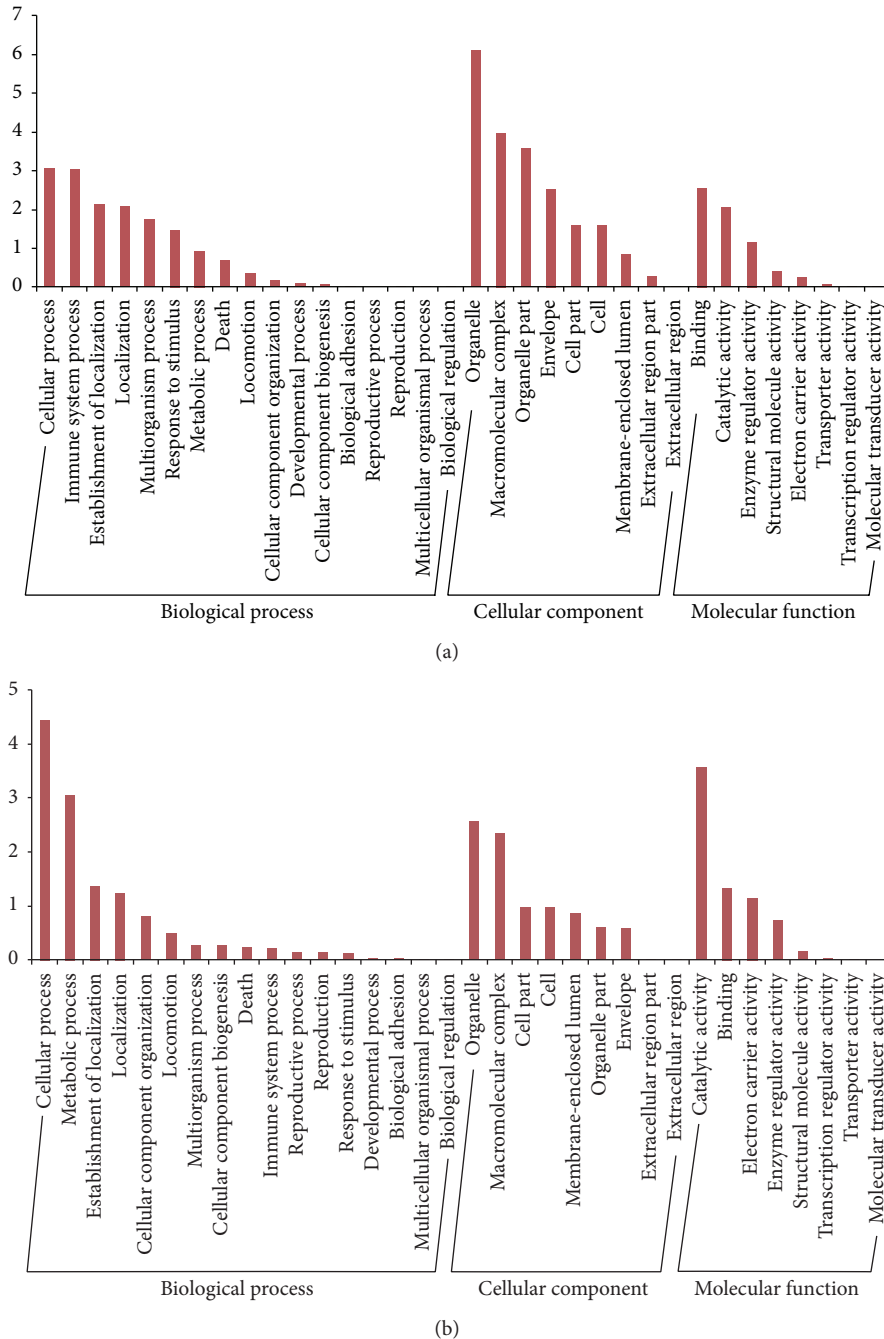 7
6
5
4
3
2
1
0
Cellular process
Immune system process
Establishment of localization
Localization
Multiorganism process
Response to stimulus
Metabolic process
Death
Locomotion
Cellular component organization
Developmental process
Cellular component biogenesis
Biological adhesion
Reproductive process
Reproduction
Multicellular organismal process
Biological regulation
Organelle
Macromolecular complex
Organelle part
Envelope
Cell part
Cell
Membrane-enclosed lumen
Extracellular region part
Extracellular region
Binding
Catalytic activity
Enzyme regulator activity
Structural molecule activity
Electron carrier activity
Transporter activity
Transcription regulator activity
Molecular transducer activity
Biological process
Cellular component
Molecular function
(a)
5
4
3
2
1
0
Cellular process
Metabolic process
Establishment of localization
Localization
Cellular component organization
Locomotion
Multiorganism process
Cellular component biogenesis
Death
Immune system process
Reproductive process
Reproduction
Response to stimulus
Developmental process
Biological adhesion
Multicellular organismal process
Biological regulation
Organelle
Macromolecular complex
Cell part
Cell
Membrane-enclosed lumen
Organelle part
Envelope
Extracellular region part
Extracellular region
Catalytic activity
Binding
Electron carrier activity
Enzyme regulator activity
Structural molecule activity
Transcription regulator activity
Transporter activity
Molecular transducer activity
Biological process
Cellular component
Molecular function
(b)